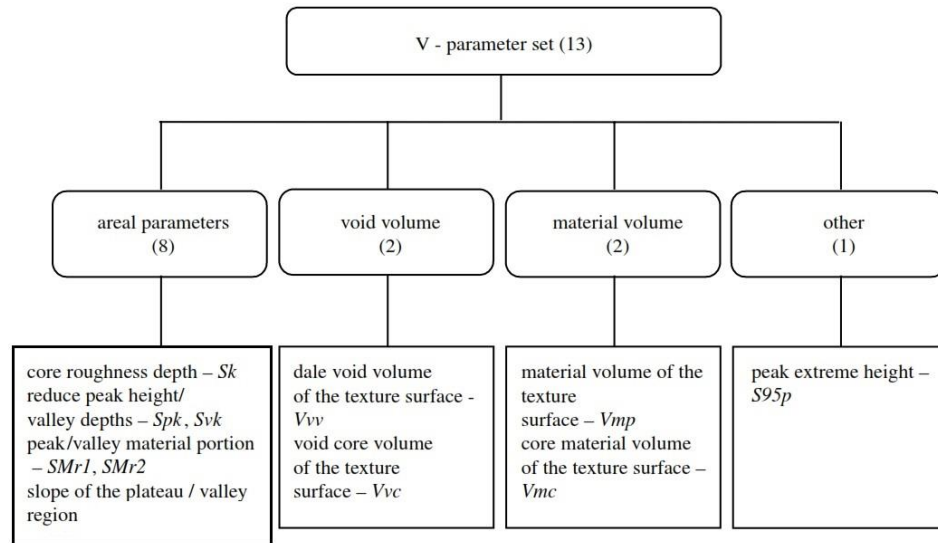 V - parameter set (13)
areal parameters
(8)
void volume
(2)
material volume
(2)
other
(1)
core roughness depth – Sk
reduce peak height/
valley depths – Spk, Svk
peak/valley material portion
– SMr1, SMr2
slope of the plateau / valley
region
dale void volume
of the texture surface -
Vvv
void core volume
of the texture
surface – Vvc
material volume of the
texture
surface – Vmp
core material volume
of the texture surface –
Vmc
peak extreme height –
S95p